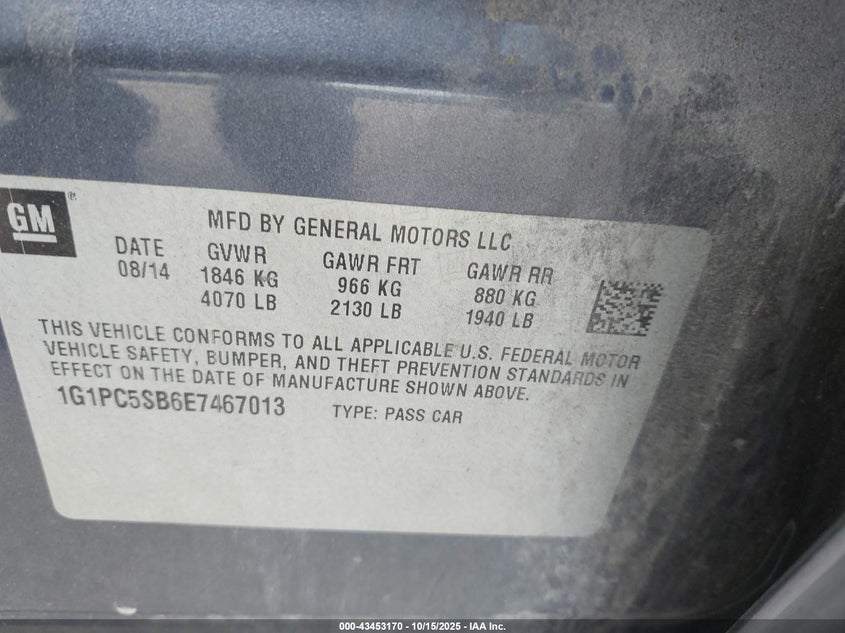 GM ®
MFD BY GENERAL MOTORS LLC
DATE GVWR GAWR FRT GAWR RR
08/14 1846 KG 966 KG 880 KG
4070 LB 2130 LB 1940 LB
THIS VEHICLE CONFORMS TO ALL APPLICABLE U.S. FEDERAL MOTOR
VEHICLE SAFETY, BUMPER, AND THEFT PREVENTION STANDARDS IN
EFFECT ON THE DATE OF MANUFACTURE SHOWN ABOVE.
1G1PC5SB6E7467013 TYPE: PASS CAR
000-43453170 - 10/15/2025 - IAA Inc.